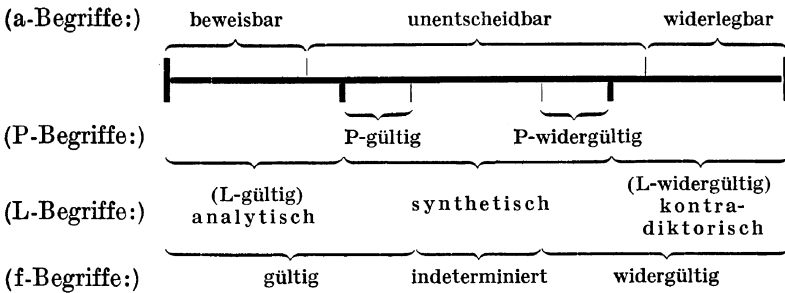 (a-Begriffe:) beweisbar unentscheidbar widerlegbar
(P-Begriffe:) P-gültig P-widergültig
(L-gültig) (L-widergültig)
(L-Begriffe:) analytisch synthetisch kontra-
diktorisch
(f-Begriffe:) gültig indeterminiert widergültig